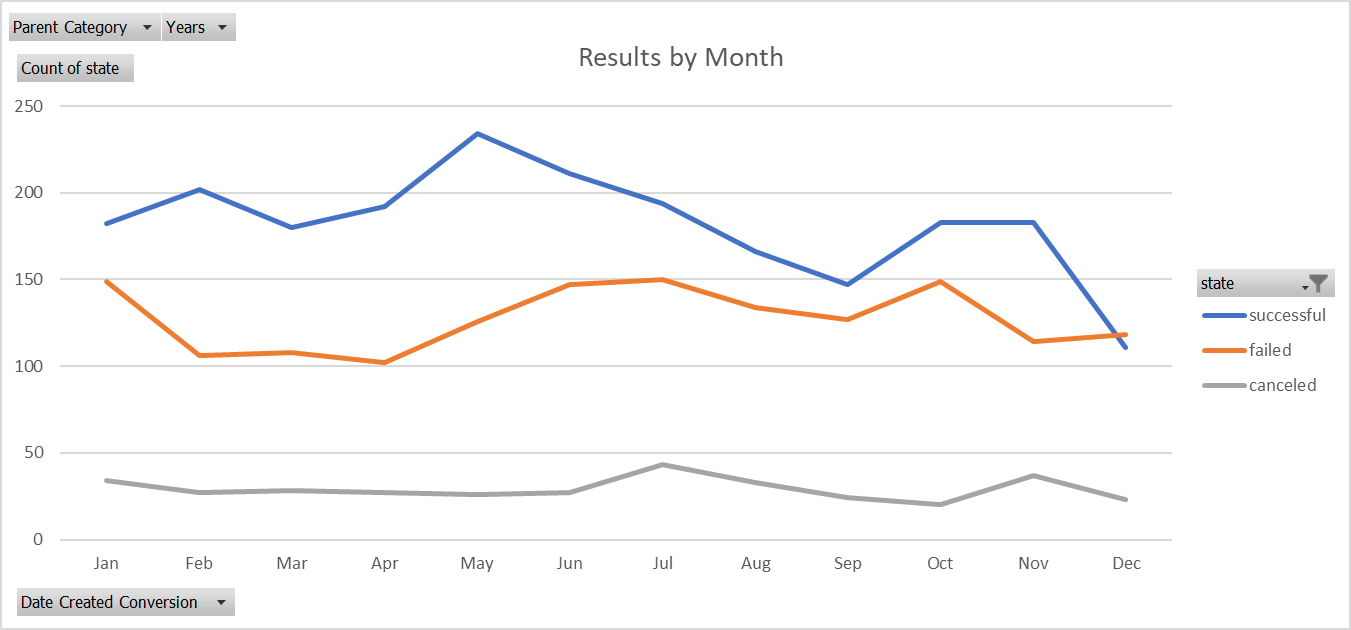 Parent Category Years
Count of state
Results by Month
250
200
150
100
50
0
Jan Feb Mar Apr May Jun Jul Aug Sep Oct Nov Dec
state
successful
failed
canceled
Date Created Conversion